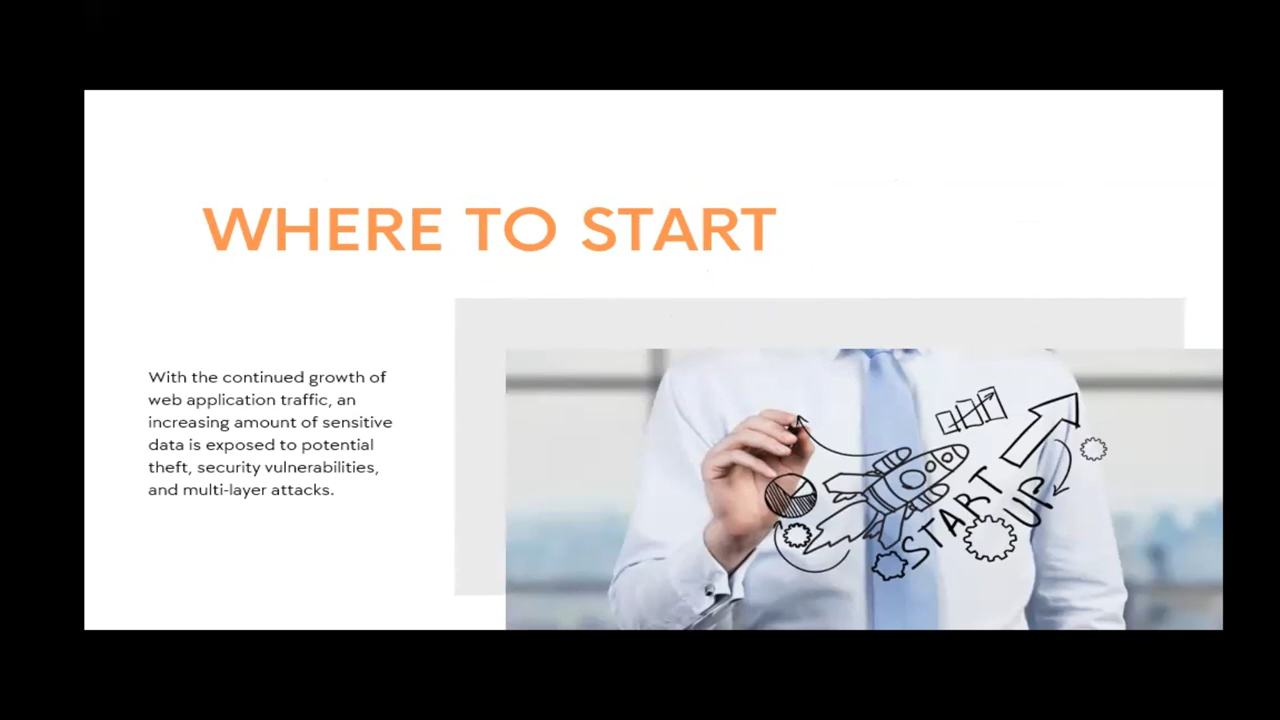 WHERE TO START
With the continued growth of
web application traffic, an
increasing amount of sensitive
data is exposed to potential
theft, security vulnerabilities,
and multi-layer attacks.
START
UP